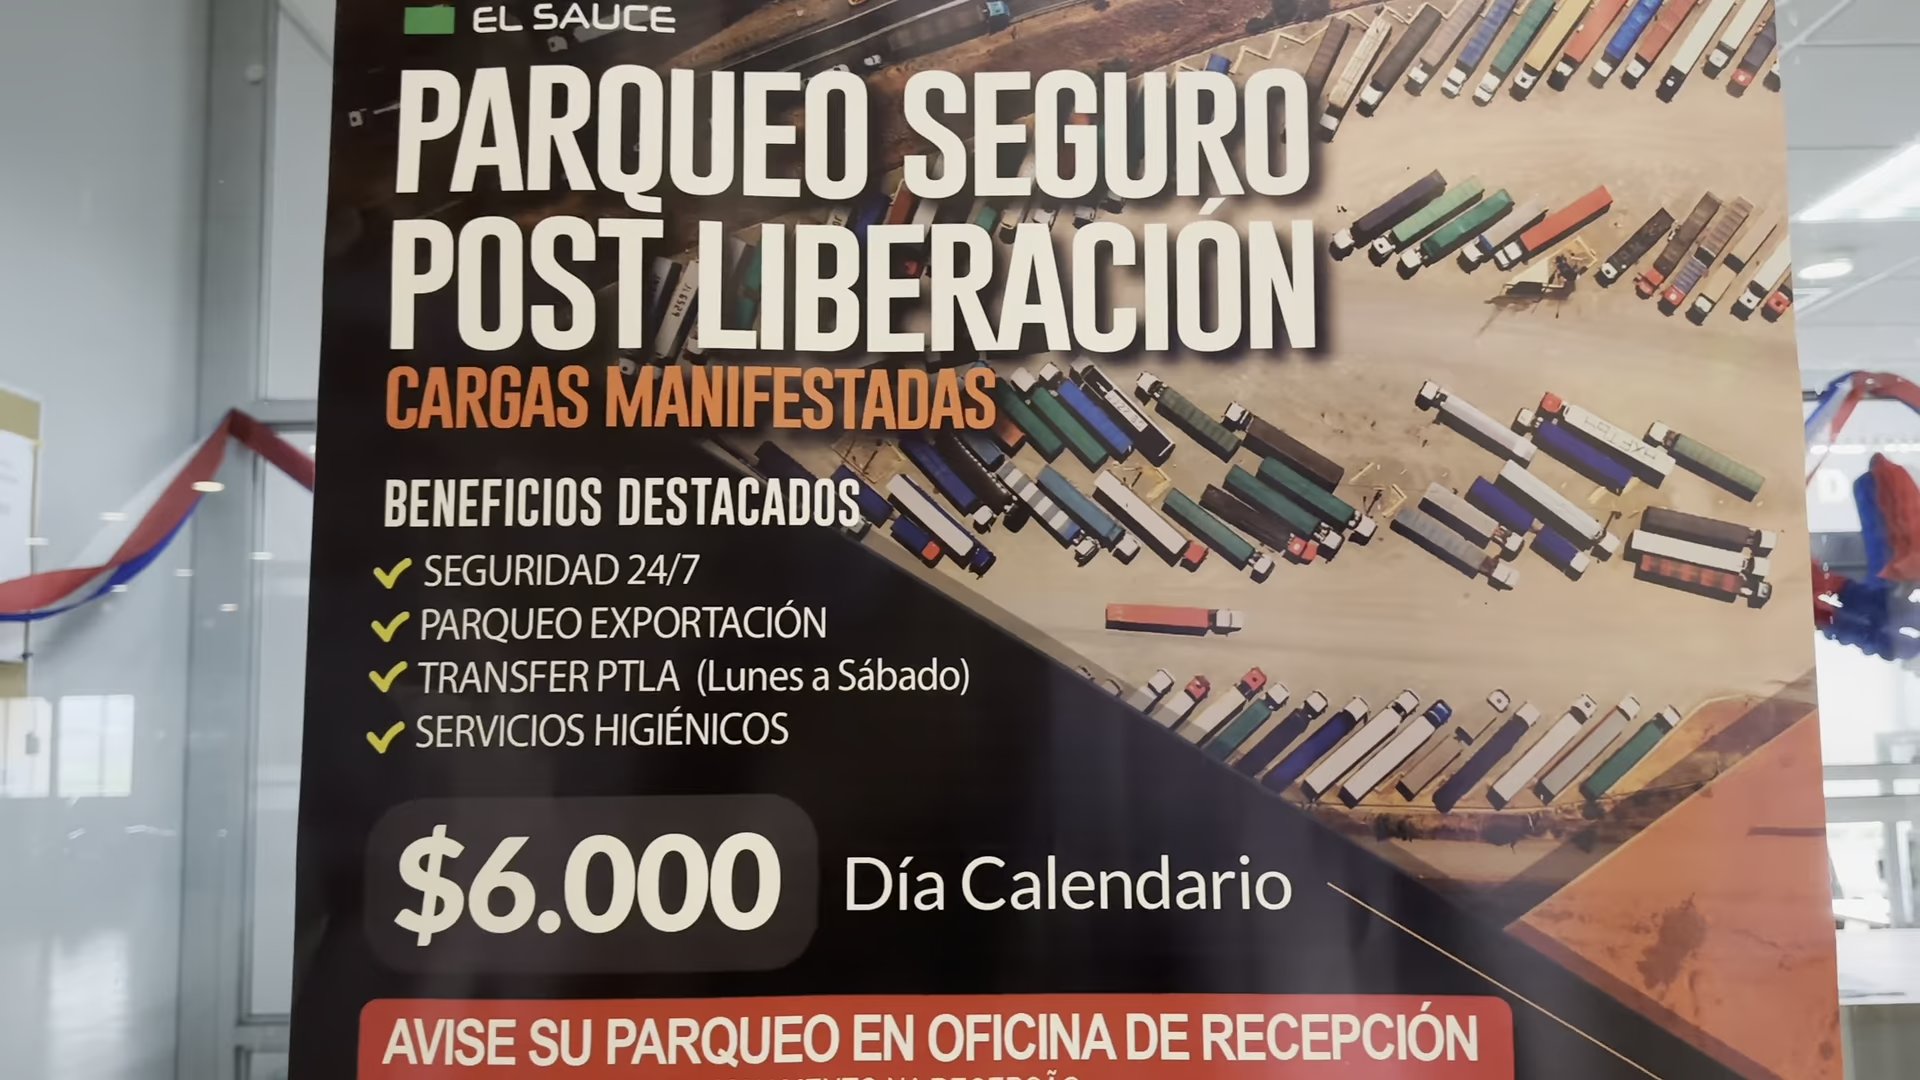 EL SAUCE
PARQUEO SEGURO
POST LIBERACIÓN
CARGAS MANIFESTADAS
BENEFICIOS DESTACADOS
SEGURIDAD 24/7
PARQUEO EXPORTACIÓN
TRANSFER PTLA (Lunes a Sábado)
SERVICIOS HIGIÉNICOS
$6.000 Día Calendario
AVISE SU PARQUEO EN OFICINA DE RECEPCIÓN